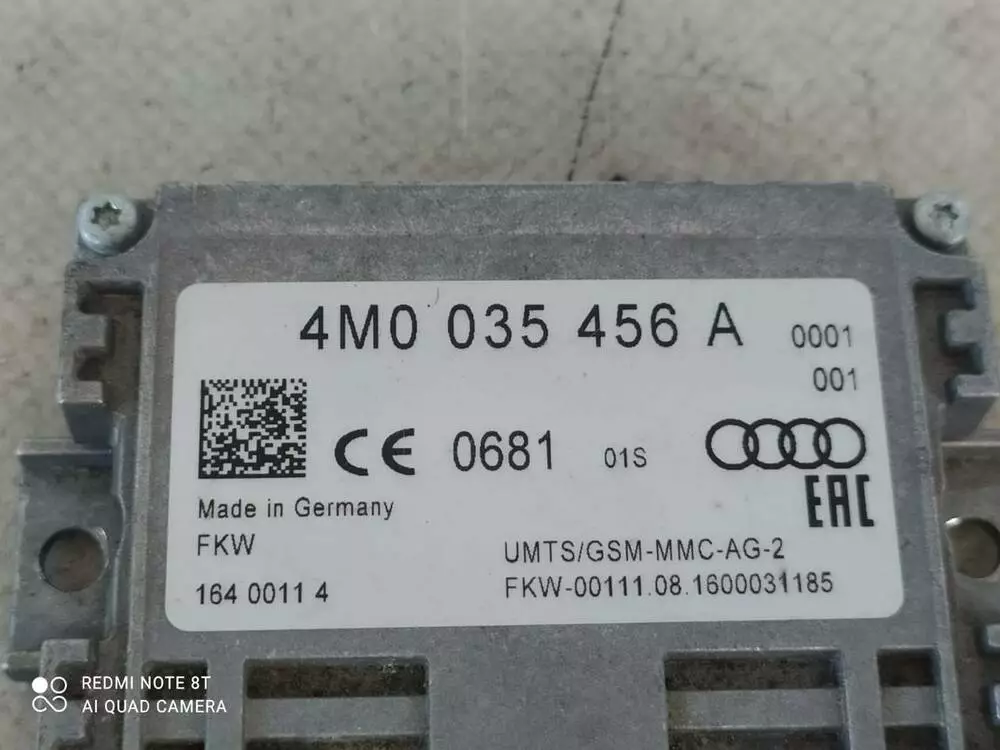 4M0 035 456 A 0001
001
CE 0681 01S
EAC
Made in Germany
FKW UMTS/GSM-MMC-AG-2
164 0011 4 FKW-00111.08.1600031185
REDMI NOTE 8T
AI QUAD CAMERA